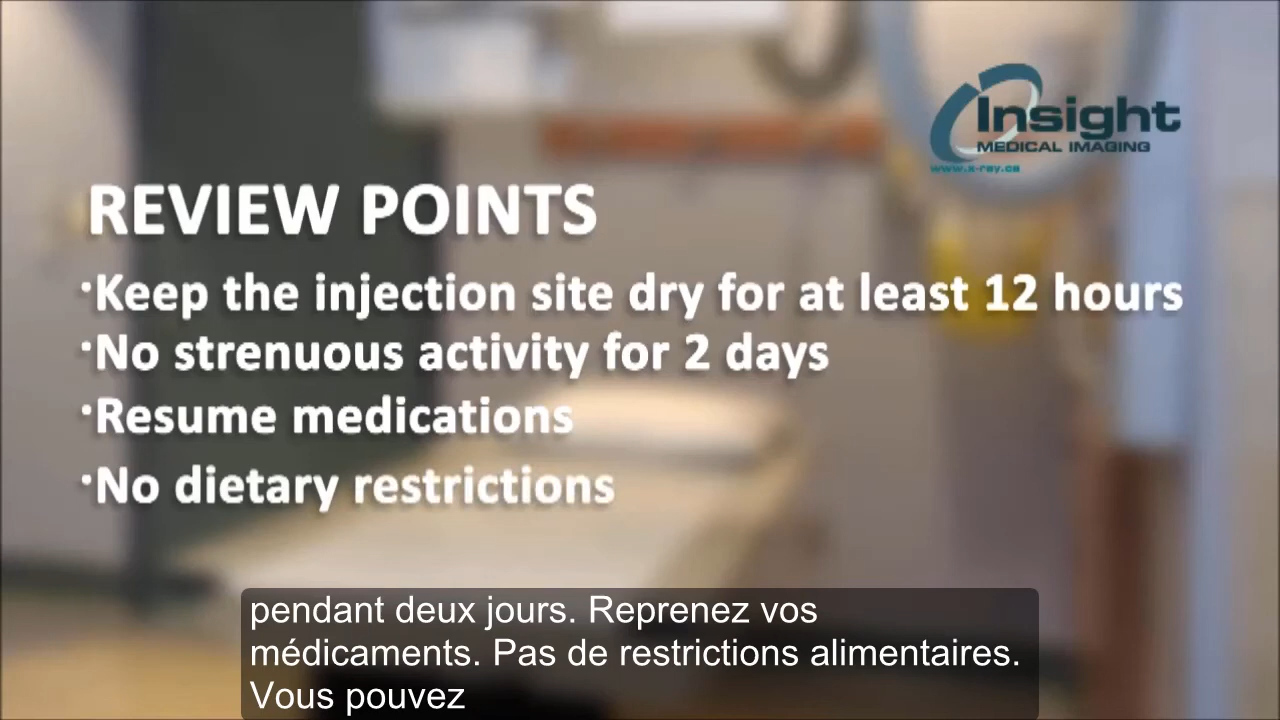 Insight
MEDICAL IMAGING
www.x-ray.ca
REVIEW POINTS
·Keep the injection site dry for at least 12 hours
·No strenuous activity for 2 days
·Resume medications
·No dietary restrictions
pendant deux jours. Reprenez vos
médicaments. Pas de restrictions alimentaires.
Vous pouvez